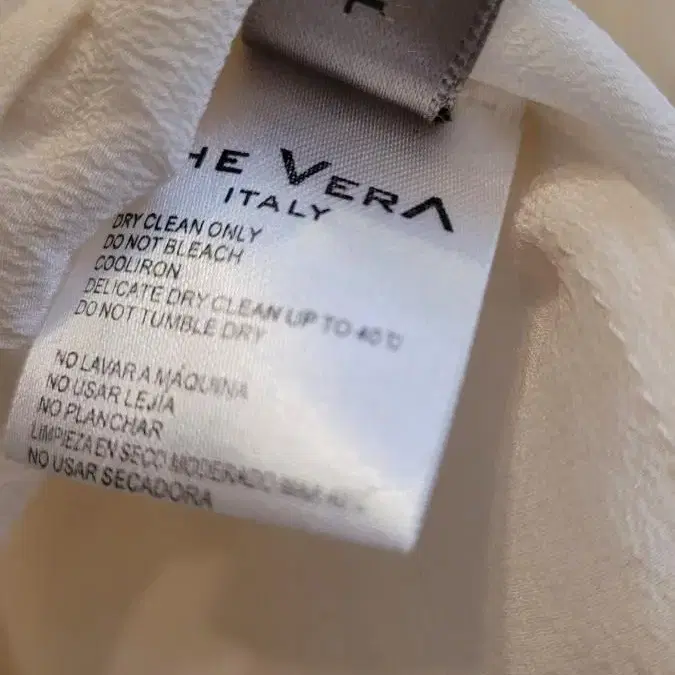 HE VERA
ITALY
DRY CLEAN ONLY
DO NOT BLEACH
COOLIRON
DELICATE DRY CLEAN UP TO 40℃
DO NOT TUMBLE DRY
NO LAVAR A MÁQUINA
NO USAR LEJÍA
NO PLANCHAR
LIMPIEZA EN SECO MODERADO
NO USAR SECADORA